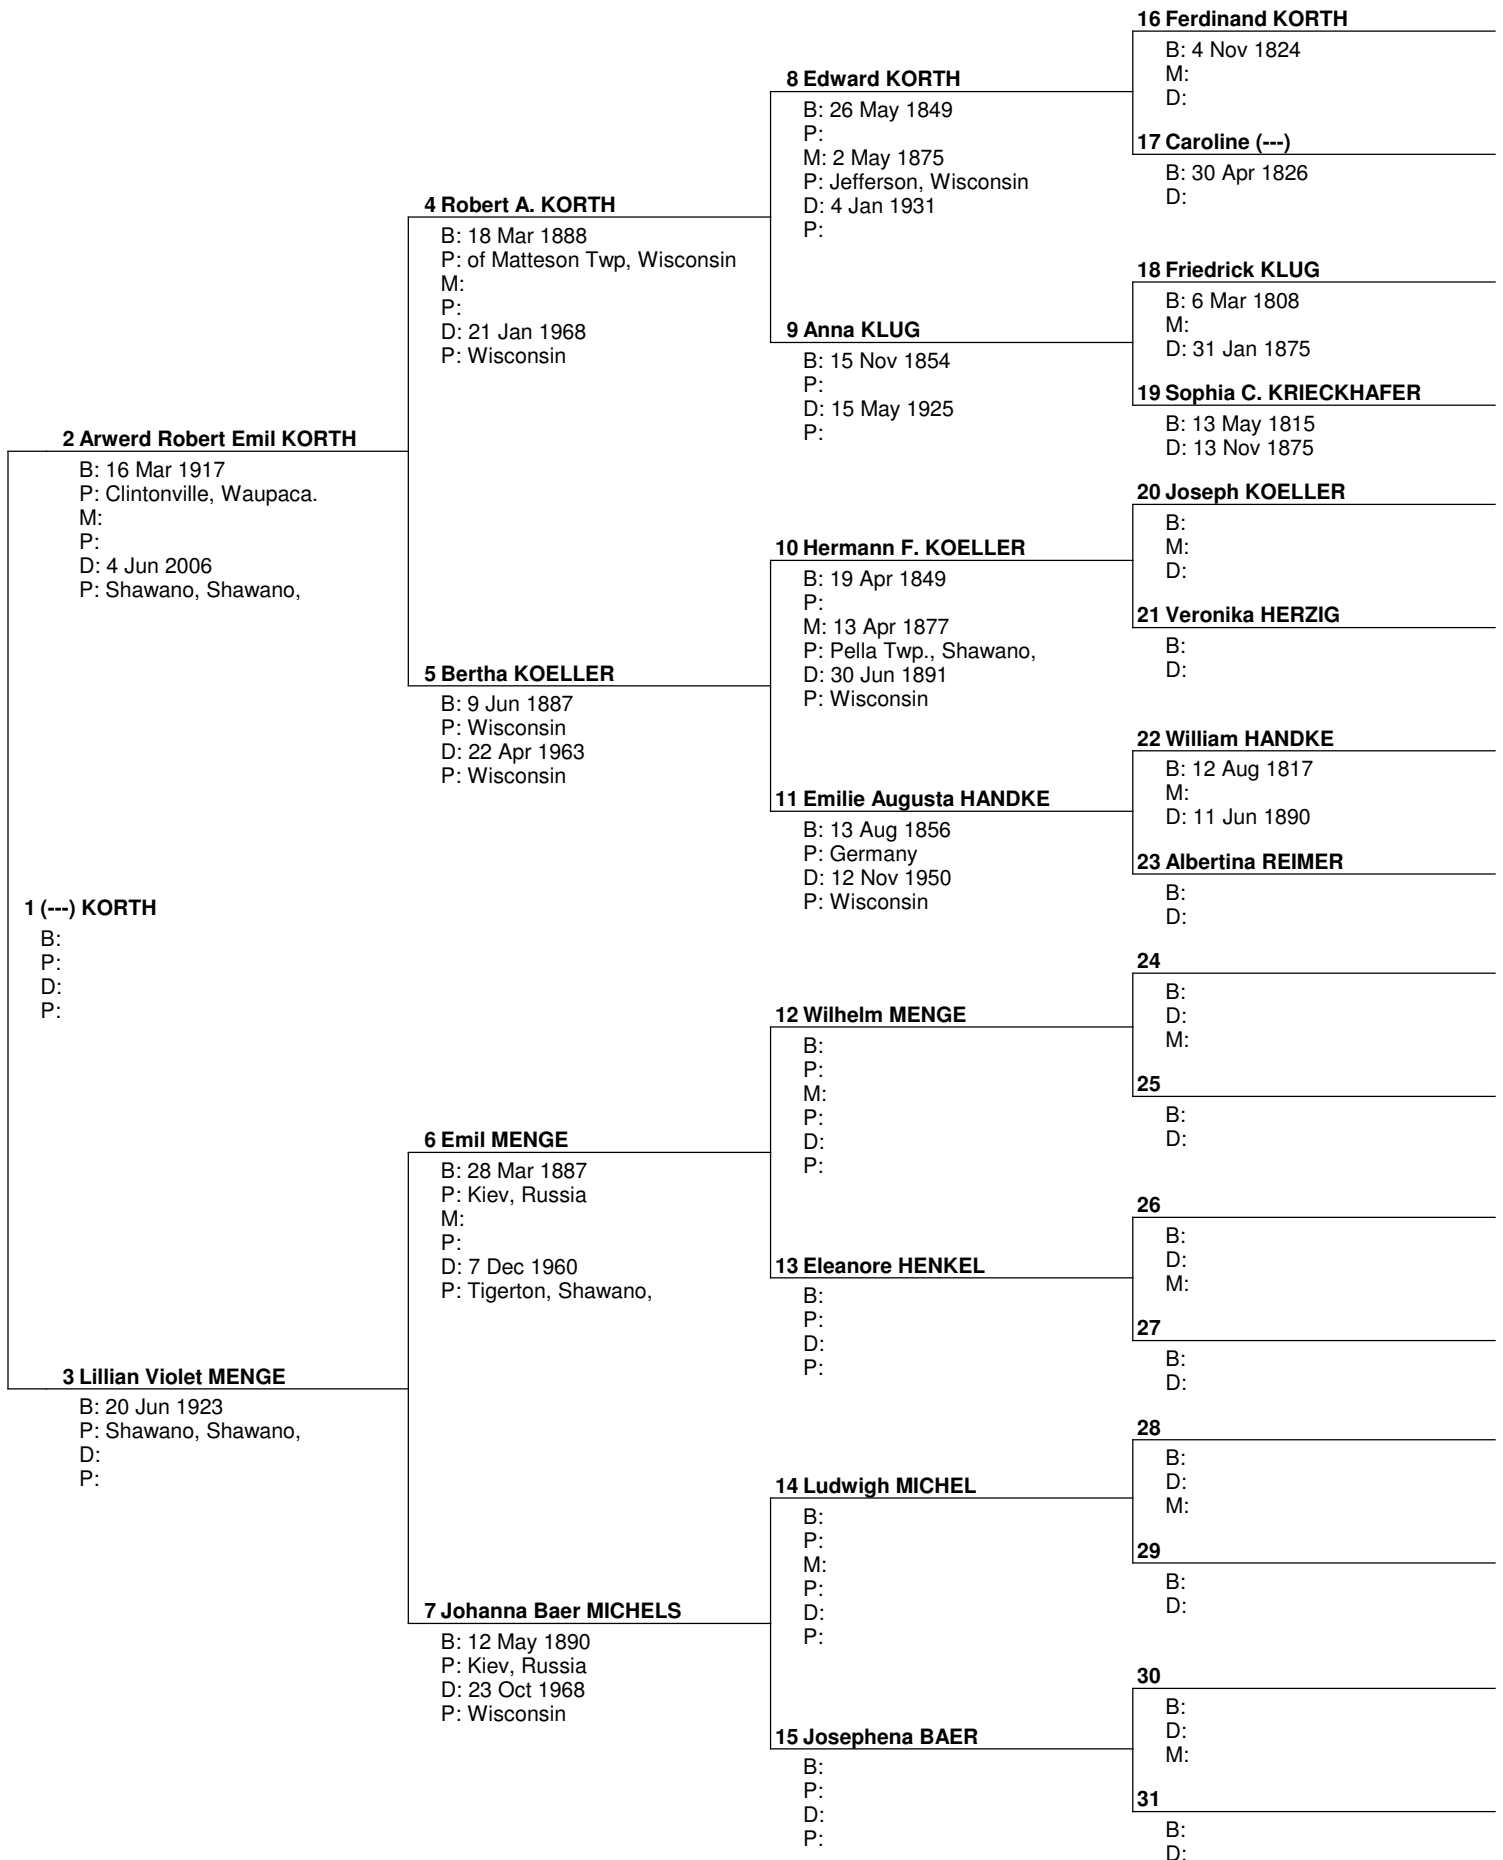 16 Ferdinand KORTH
B: 4 Nov 1824
M:
D:
8 Edward KORTH
B: 26 May 1849
P:
M: 2 May 1875
P: Jefferson, Wisconsin
D: 4 Jan 1931
P:
17 Caroline (---)
B: 30 Apr 1826
D:
4 Robert A. KORTH
B: 18 Mar 1888
P: of Matteson Twp, Wisconsin
M:
P:
D: 21 Jan 1968
P: Wisconsin
18 Friedrick KLUG
B: 6 Mar 1808
M:
D: 31 Jan 1875
9 Anna KLUG
B: 15 Nov 1854
P:
D: 15 May 1925
P:
19 Sophia C. KRIECKHAFER
B: 13 May 1815
D: 13 Nov 1875
2 Arwerd Robert Emil KORTH
B: 16 Mar 1917
P: Clintonville, Waupaca.
M:
P:
D: 4 Jun 2006
P: Shawano, Shawano,
20 Joseph KOELLER
B:
M:
D:
10 Hermann F. KOELLER
B: 19 Apr 1849
P:
M: 13 Apr 1877
P: Pella Twp., Shawano,
D: 30 Jun 1891
P: Wisconsin
21 Veronika HERZIG
B:
D:
5 Bertha KOELLER
B: 9 Jun 1887
P: Wisconsin
D: 22 Apr 1963
P: Wisconsin
22 William HANDKE
B: 12 Aug 1817
M:
D: 11 Jun 1890
11 Emilie Augusta HANDKE
B: 13 Aug 1856
P: Germany
D: 12 Nov 1950
P: Wisconsin
23 Albertina REIMER
B:
D:
1 (---) KORTH
B:
P:
D:
P:
24
B:
D:
M:
12 Wilhelm MENGE
B:
P:
M:
P:
D:
P:
25
B:
D:
6 Emil MENGE
B: 28 Mar 1887
P: Kiev, Russia
M:
P:
D: 7 Dec 1960
P: Tigerton, Shawano,
26
B:
D:
M:
13 Eleanore HENKEL
B:
P:
D:
P:
27
B:
D:
3 Lillian Violet MENGE
B: 20 Jun 1923
P: Shawano, Shawano,
D:
P:
28
B:
D:
M:
14 Ludwigh MICHEL
B:
P:
M:
P:
D:
P:
29
B:
D:
7 Johanna Baer MICHELS
B: 12 May 1890
P: Kiev, Russia
D: 23 Oct 1968
P: Wisconsin
30
B:
D:
M:
15 Josephena BAER
B:
P:
D:
P:
31
B:
D: